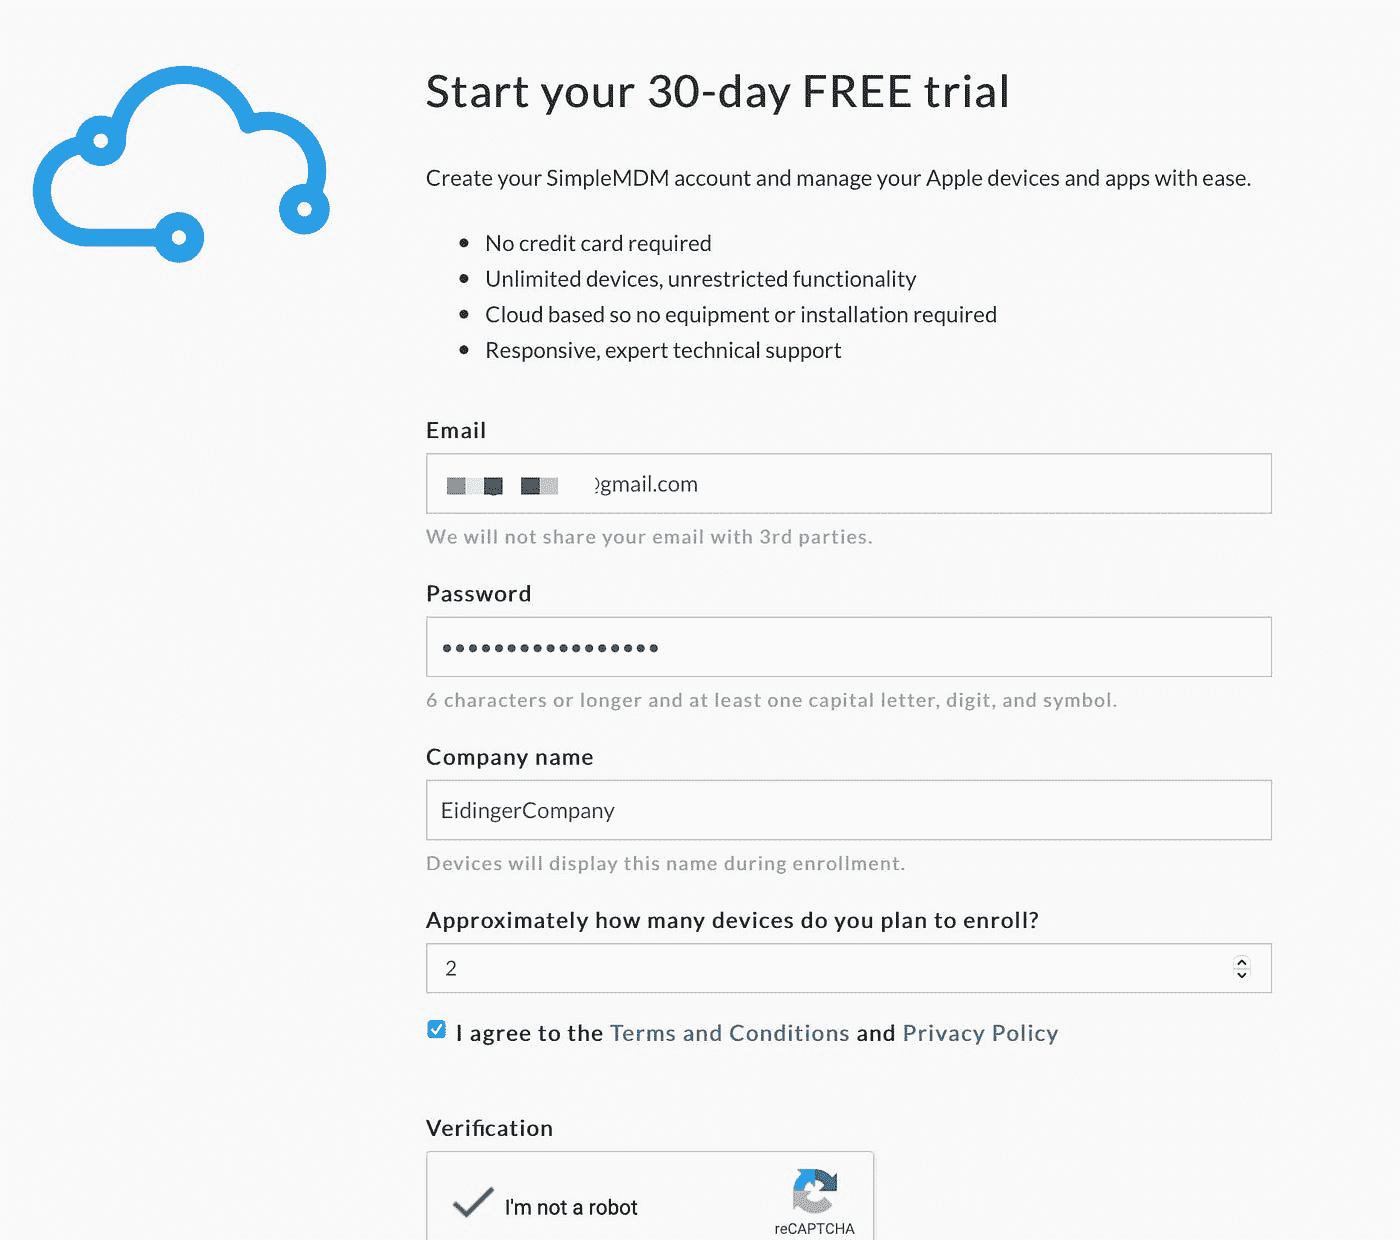 Start your 30-day FREE trial
Create your SimpleMDM account and manage your Apple devices and apps with ease.
No credit card required
Unlimited devices, unrestricted functionality
Cloud based so no equipment or installation required
Responsive, expert technical support
Email
@gmail.com
We will not share your email with 3rd parties.
Password
6 characters or longer and at least one capital letter, digit, and symbol.
Company name
EidingerCompany
Devices will display this name during enrollment.
Approximately how many devices do you plan to enroll?
2
I agree to the Terms and Conditions and Privacy Policy
Verification
I'm not a robot
reCAPTCHA